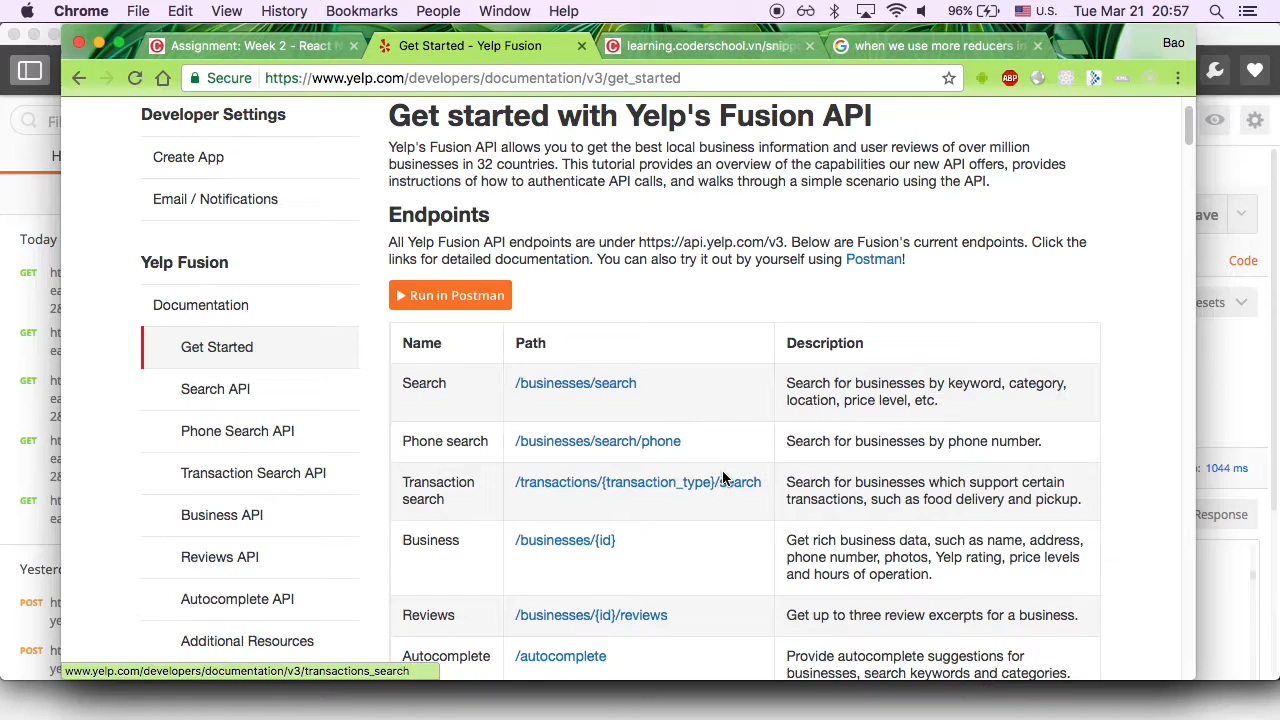 Chrome File Edit View History Bookmarks People Window Help 96% U.S. Tue Mar 21 20:57
Assignment: Week 2 - React N
Get Started - Yelp Fusion
learning.coderschool.vn/snipp
when we use more reducers in
Bao
Secure https://www.yelp.com/developers/documentation/v3/get_started
ABP
Developer Settings
Create App
Email / Notifications
Yelp Fusion
Documentation
Get Started
Search API
Phone Search API
Transaction Search API
Business API
Reviews API
Autocomplete API
Additional Resources
Get started with Yelp's Fusion API
Yelp's Fusion API allows you to get the best local business information and user reviews of over million
businesses in 32 countries. This tutorial provides an overview of the capabilities our new API offers, provides
instructions of how to authenticate API calls, and walks through a simple scenario using the API.
Endpoints
All Yelp Fusion API endpoints are under https://api.yelp.com/v3. Below are Fusion's current endpoints. Click the
links for detailed documentation. You can also try it out by yourself using Postman!
Run in Postman
Name Path Description
Search /businesses/search Search for businesses by keyword, category,
location, price level, etc.
Phone search /businesses/search/phone Search for businesses by phone number.
Transaction /transactions/{transaction_type}/search Search for businesses which support certain
search transactions, such as food delivery and pickup.
Business /businesses/{id} Get rich business data, such as name, address,
phone number, photos, Yelp rating, price levels
and hours of operation.
Reviews /businesses/{id}/reviews Get up to three review excerpts for a business.
Autocomplete /autocomplete Provide autocomplete suggestions for
businesses, search keywords and categories.
www.yelp.com/developers/documentation/v3/transactions_search
Today
GET
GET
GET
GET
Yesterd
POST
POST
Code
1044 ms
Response